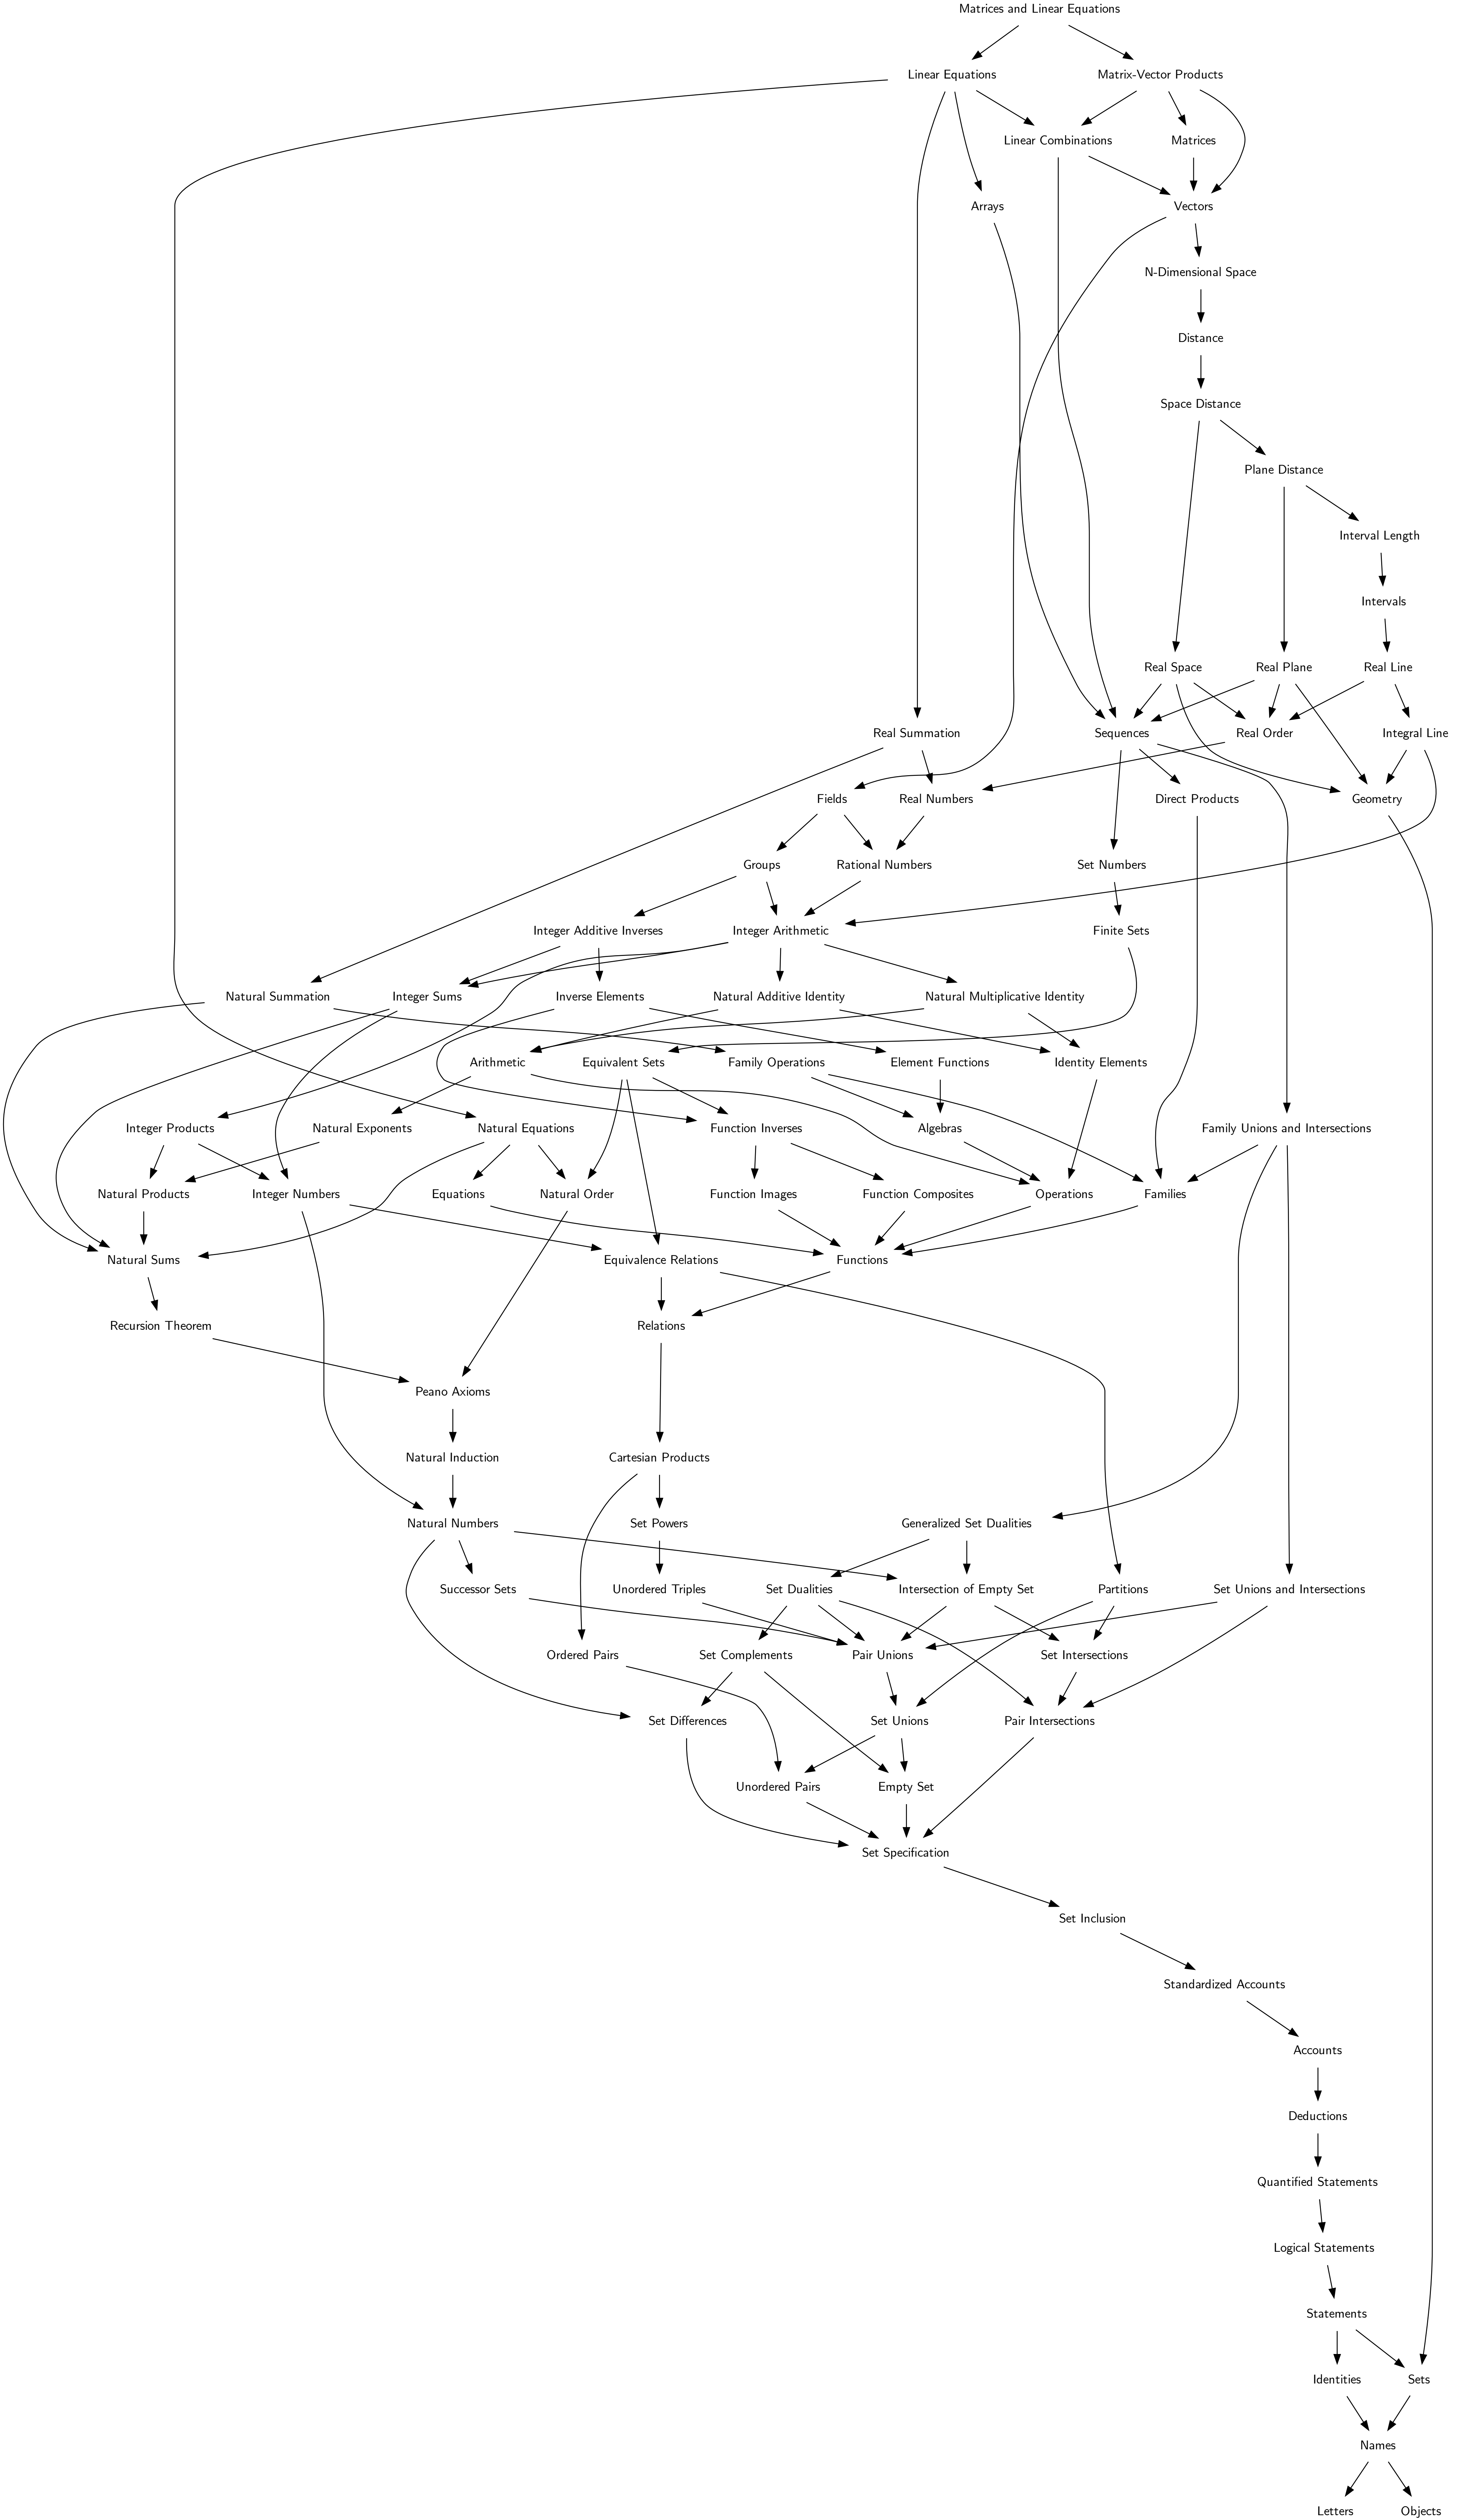 Matrices and Linear Equations
Linear Equations
Matrix-Vector Products
Linear Combinations
Matrices
Arrays
Vectors
N-Dimensional Space
Distance
Space Distance
Plane Distance
Interval Length
Intervals
Real Space
Real Plane
Real Line
Real Summation
Sequences
Real Order
Integral Line
Fields
Real Numbers
Direct Products
Geometry
Groups
Rational Numbers
Set Numbers
Integer Additive Inverses
Integer Arithmetic
Finite Sets
Natural Summation
Integer Sums
Inverse Elements
Natural Additive Identity
Natural Multiplicative Identity
Arithmetic
Equivalent Sets
Family Operations
Element Functions
Identity Elements
Integer Products
Natural Exponents
Natural Equations
Function Inverses
Algebras
Family Unions and Intersections
Natural Products
Integer Numbers
Equations
Natural Order
Function Images
Function Composites
Operations
Families
Natural Sums
Equivalence Relations
Functions
Recursion Theorem
Relations
Peano Axioms
Natural Induction
Cartesian Products
Natural Numbers
Set Powers
Generalized Set Dualities
Successor Sets
Unordered Triples
Set Dualities
Intersection of Empty Set
Partitions
Set Unions and Intersections
Ordered Pairs
Set Complements
Pair Unions
Set Intersections
Set Differences
Set Unions
Pair Intersections
Unordered Pairs
Empty Set
Set Specification
Set Inclusion
Standardized Accounts
Accounts
Deductions
Quantified Statements
Logical Statements
Statements
Identities
Sets
Names
Letters
Objects